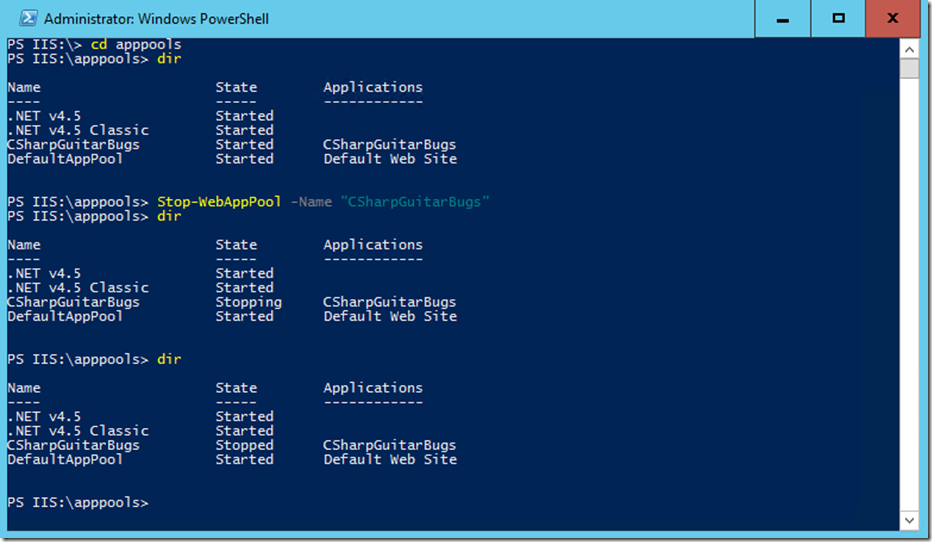 Administrator: Windows PowerShell
PS IIS:\> cd apppools
PS IIS:\apppools> dir
Name                     State        Applications
----                     -----        ------------
.NET v4.5                Started
.NET v4.5 Classic        Started
CSharpGuitarBugs         Started      CSharpGuitarBugs
DefaultAppPool           Started      Default Web Site
PS IIS:\apppools> Stop-WebAppPool -Name "CSharpGuitarBugs"
PS IIS:\apppools> dir
Name                     State        Applications
----                     -----        ------------
.NET v4.5                Started
.NET v4.5 Classic        Started
CSharpGuitarBugs         Stopping     CSharpGuitarBugs
DefaultAppPool           Started      Default Web Site
PS IIS:\apppools> dir
Name                     State        Applications
----                     -----        ------------
.NET v4.5                Started
.NET v4.5 Classic        Started
CSharpGuitarBugs         Stopped      CSharpGuitarBugs
DefaultAppPool           Started      Default Web Site
PS IIS:\apppools>